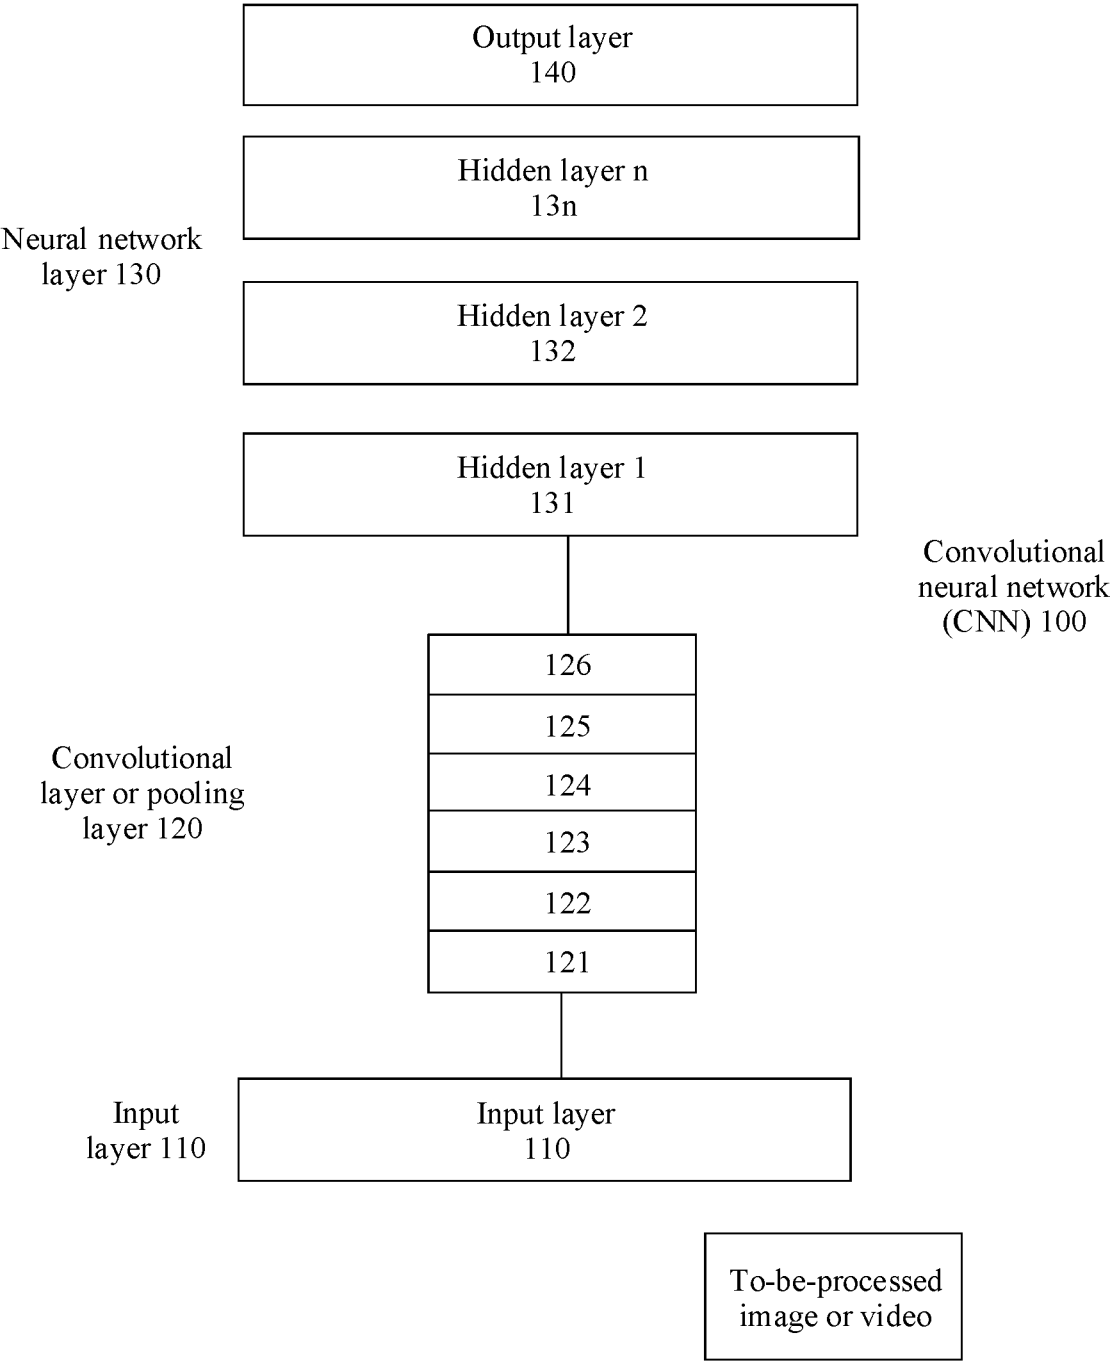 Output layer
140
Hidden layer n
13n
Neural network
layer 130
Hidden layer 2
132
Hidden layer 1
131
Convolutional
neural network
(CNN) 100
126
125
124
123
122
121
Convolutional
layer or pooling
layer 120
Input
layer 110
Input layer
110
To-be-processed
image or video